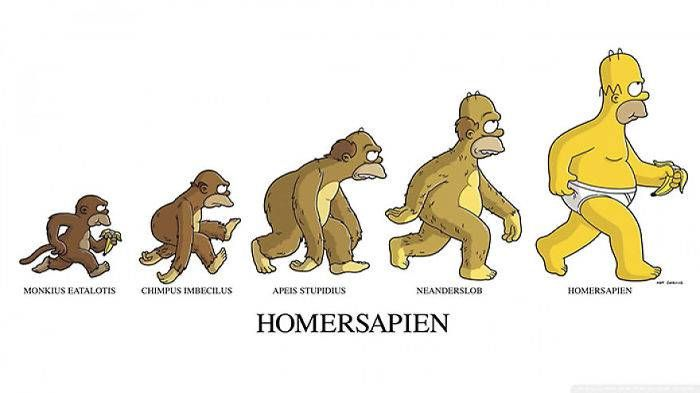 MONKIUS EATALOTIS
CHIMPUS IMBECILUS
APEIS STUPIDIUS
NEANDERSLOB
HOMERSAPIEN
HOMERSAPIEN